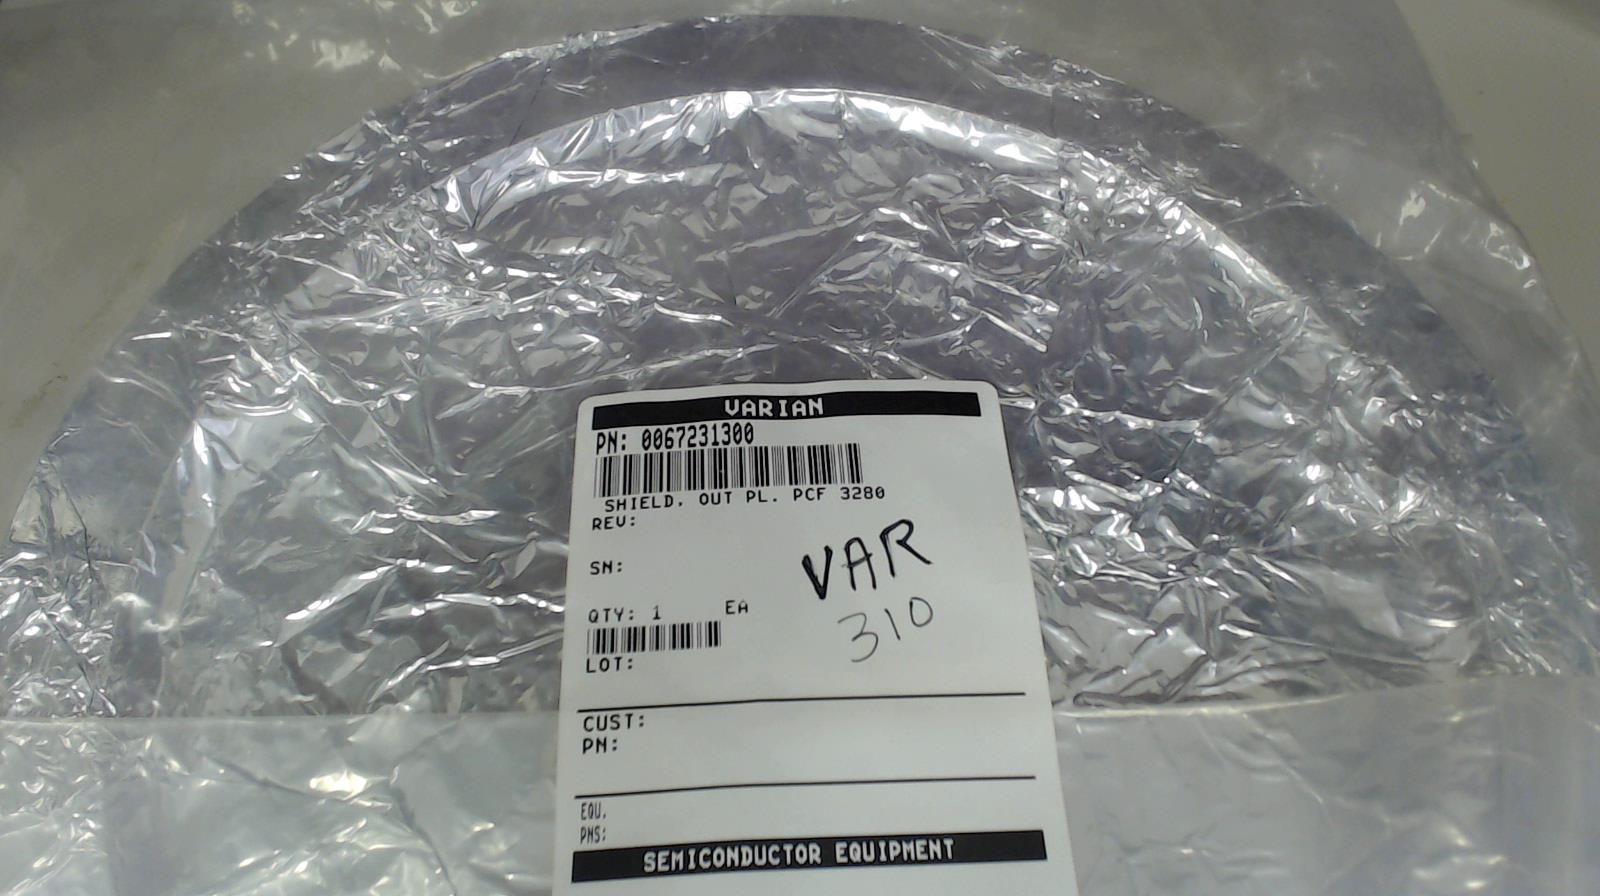 VARIAN
PN: 0067231300
SHIELD, OUT PL. PCF 3280
REV:
SN:
VAR
310
QTY: 1 EA
LOT:
CUST:
PN:
EQU.
PNS:
SEMICONDUCTOR EQUIPMENT